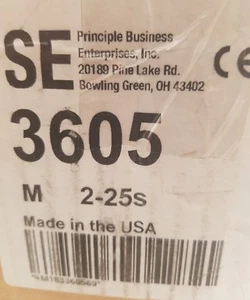 SE
Principle Business
Enterprises, Inc.
20189 Pine Lake Rd.
Bowling Green, OH 43402
CE
3605
M 2-25s
Made in the USA